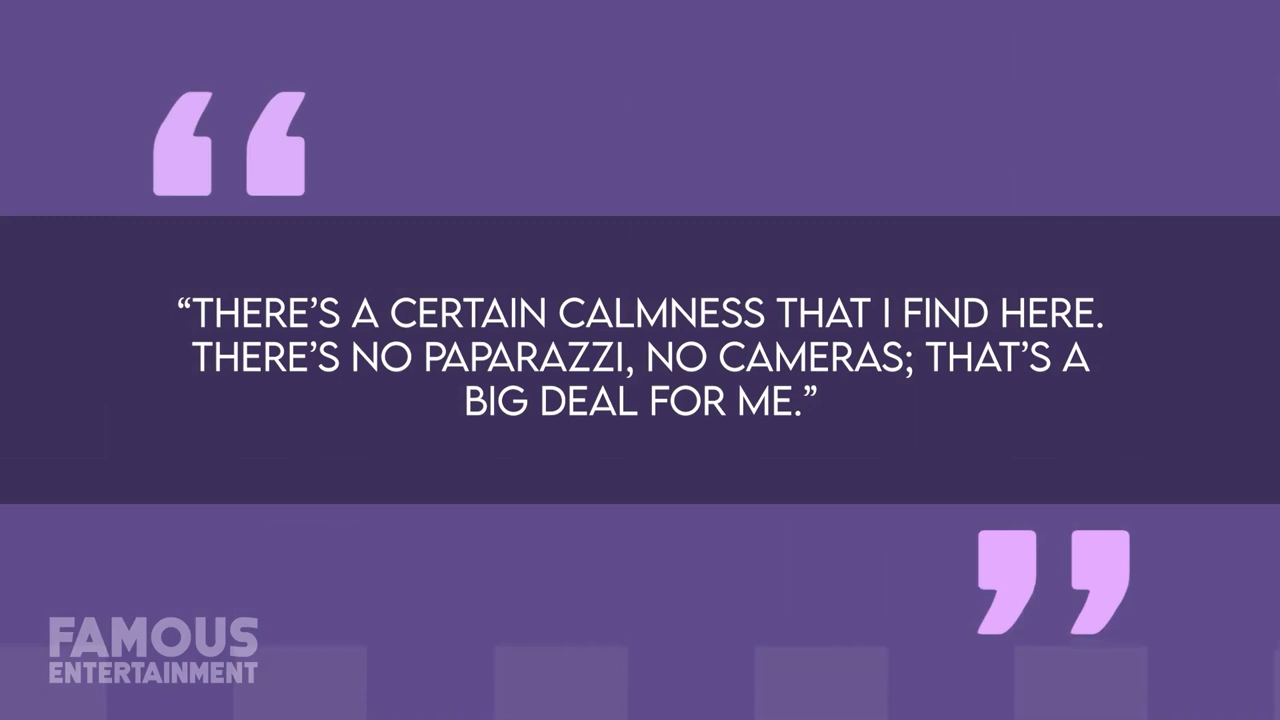 “THERE’S A CERTAIN CALMNESS THAT I FIND HERE.
THERE’S NO PAPARAZZI, NO CAMERAS; THAT’S A
BIG DEAL FOR ME.”
FAMOUS
ENTERTAINMENT